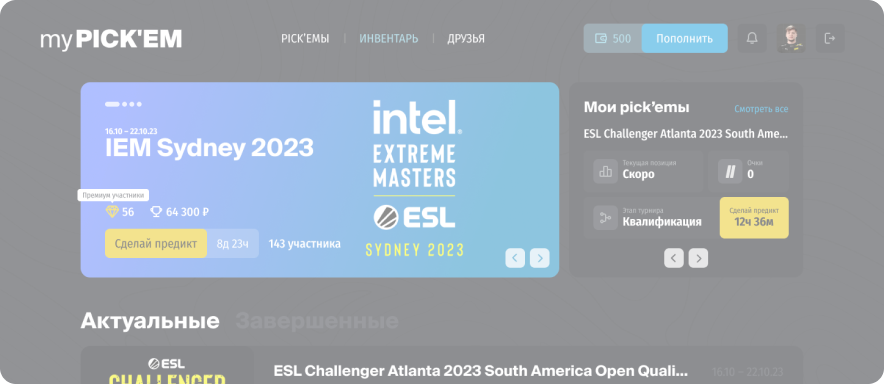 my PICK'EM
PICK'ЕМЫ
ИНВЕНТАРЬ
ДРУЗЬЯ
500
Пополнить
16.10 – 22.10.23
IEM Sydney 2023
Премиум участники
56
64 300 ₽
Сделай предикт
8д 23ч
143 участника
intel.
EXTREME
MASTERS
ESL
SYDNEY 2023
Мои pick'емы
Смотреть все
ESL Challenger Atlanta 2023 South Ame...
Текущая позиция
Скоро
Очки
0
Этап турнира
Квалификация
Сделай предикт
12ч 36м
Актуальные
Завершенные
ESL
CHALLENGER
ESL Challenger Atlanta 2023 South America Open Quali...
16.10 – 22.10.23